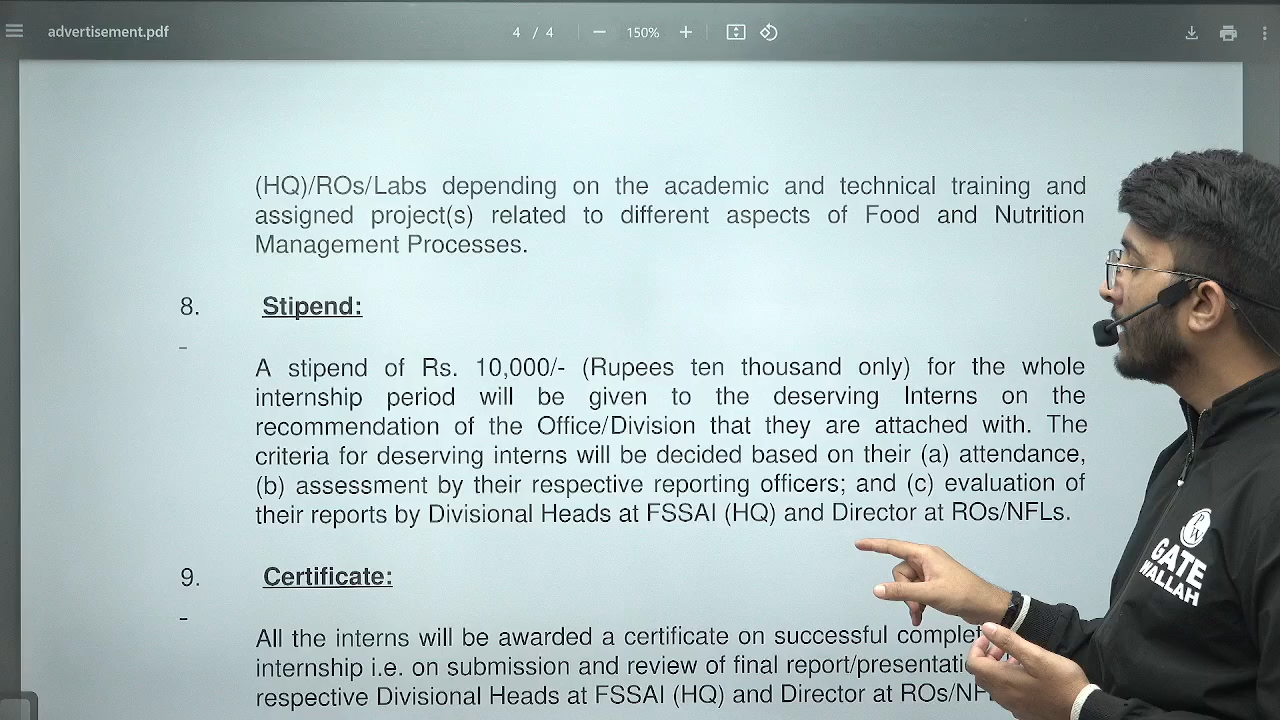 advertisement.pdf
4 / 4
150%
(HQ)/ROs/Labs depending on the academic and technical training and
assigned project(s) related to different aspects of Food and Nutrition
Management Processes.
8. Stipend:
A stipend of Rs. 10,000/- (Rupees ten thousand only) for the whole
internship period will be given to the deserving Interns on the
recommendation of the Office/Division that they are attached with. The
criteria for deserving interns will be decided based on their (a) attendance,
(b) assessment by their respective reporting officers; and (c) evaluation of
their reports by Divisional Heads at FSSAI (HQ) and Director at ROs/NFLs.
9. Certificate:
All the interns will be awarded a certificate on successful
internship i.e. on submission and review of final
respective Divisional Heads at FSSAI (HQ) and Director at
PW
GATE
WALLAH